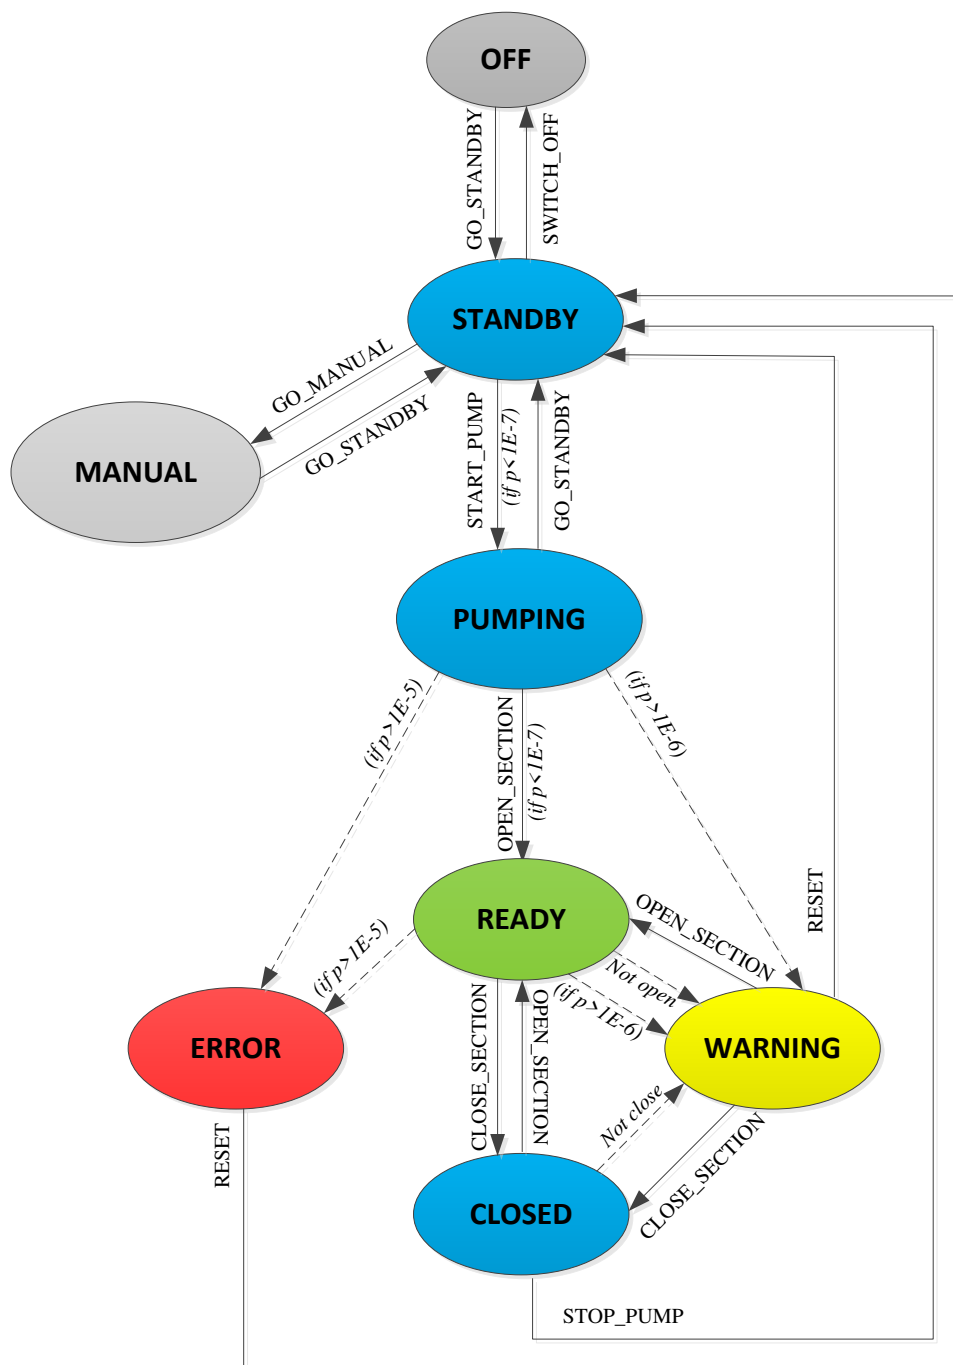 OFF
GO_STANDBY
SWITCH_OFF
STANDBY
GO_MANUAL
GO_STANDBY
MANUAL
START_PUMP
(if p<1E-7)
GO_STANDBY
PUMPING
(if p>1E-5)
OPEN_SECTION
(if p<1E-7)
(if p>1E-6)
READY
OPEN_SECTION
RESET
(if p>1E-5)
Not open
(if p>1E-6)
ERROR
WARNING
CLOSE_SECTION
OPEN_SECTION
Not close
CLOSE_SECTION
RESET
CLOSED
STOP_PUMP